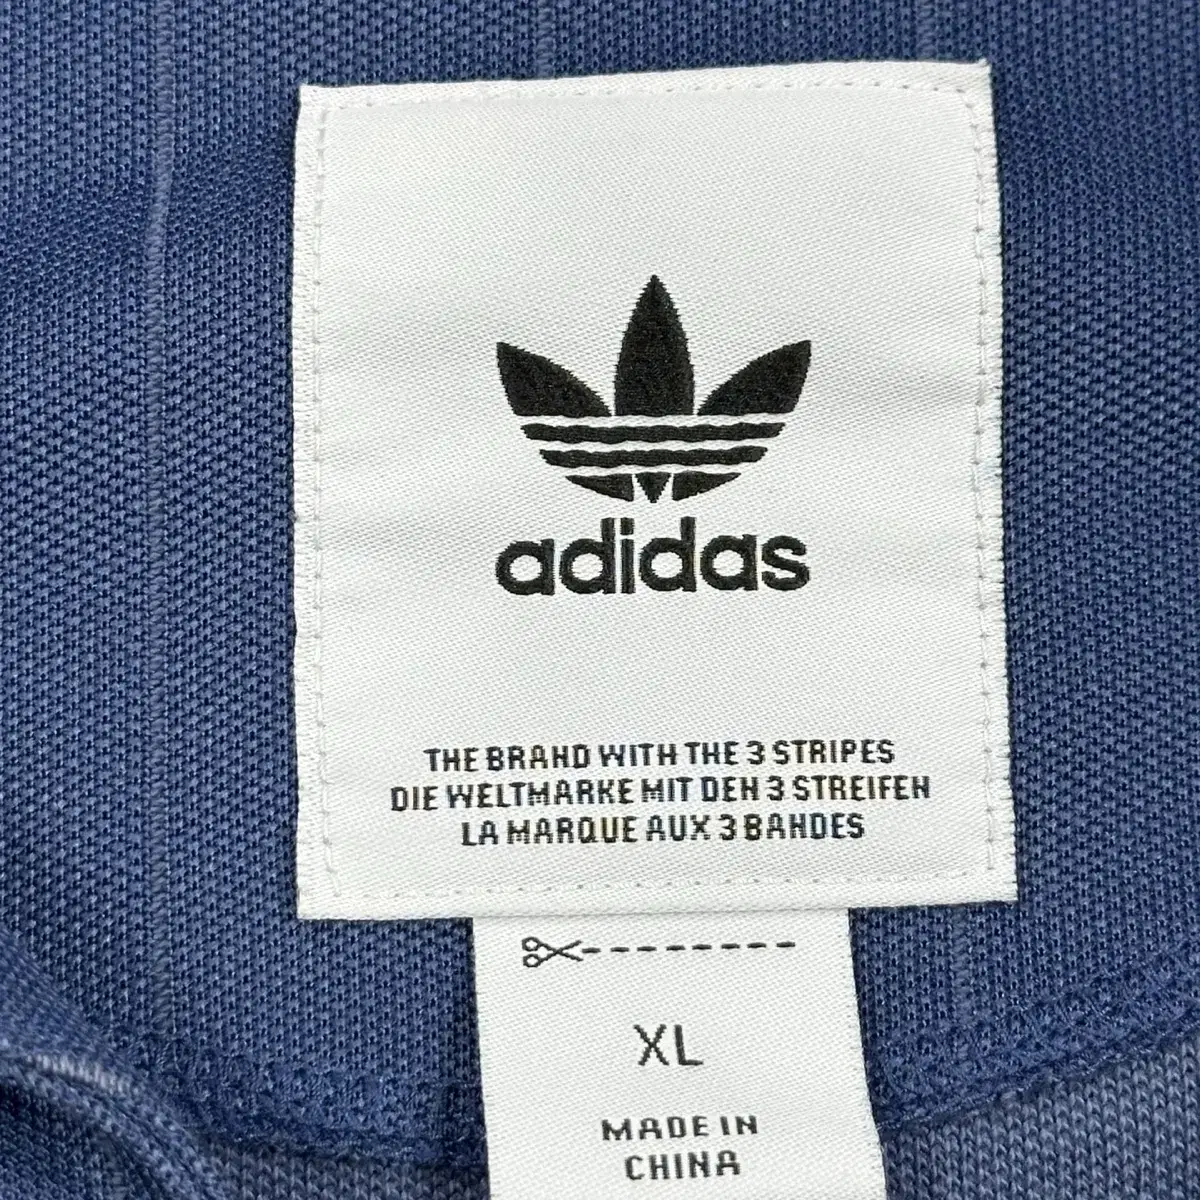 adidas
THE BRAND WITH THE 3 STRIPES
DIE WELTMARKE MIT DEN 3 STREIFEN
LA MARQUE AUX 3 BANDES
XL
MADE IN
CHINA